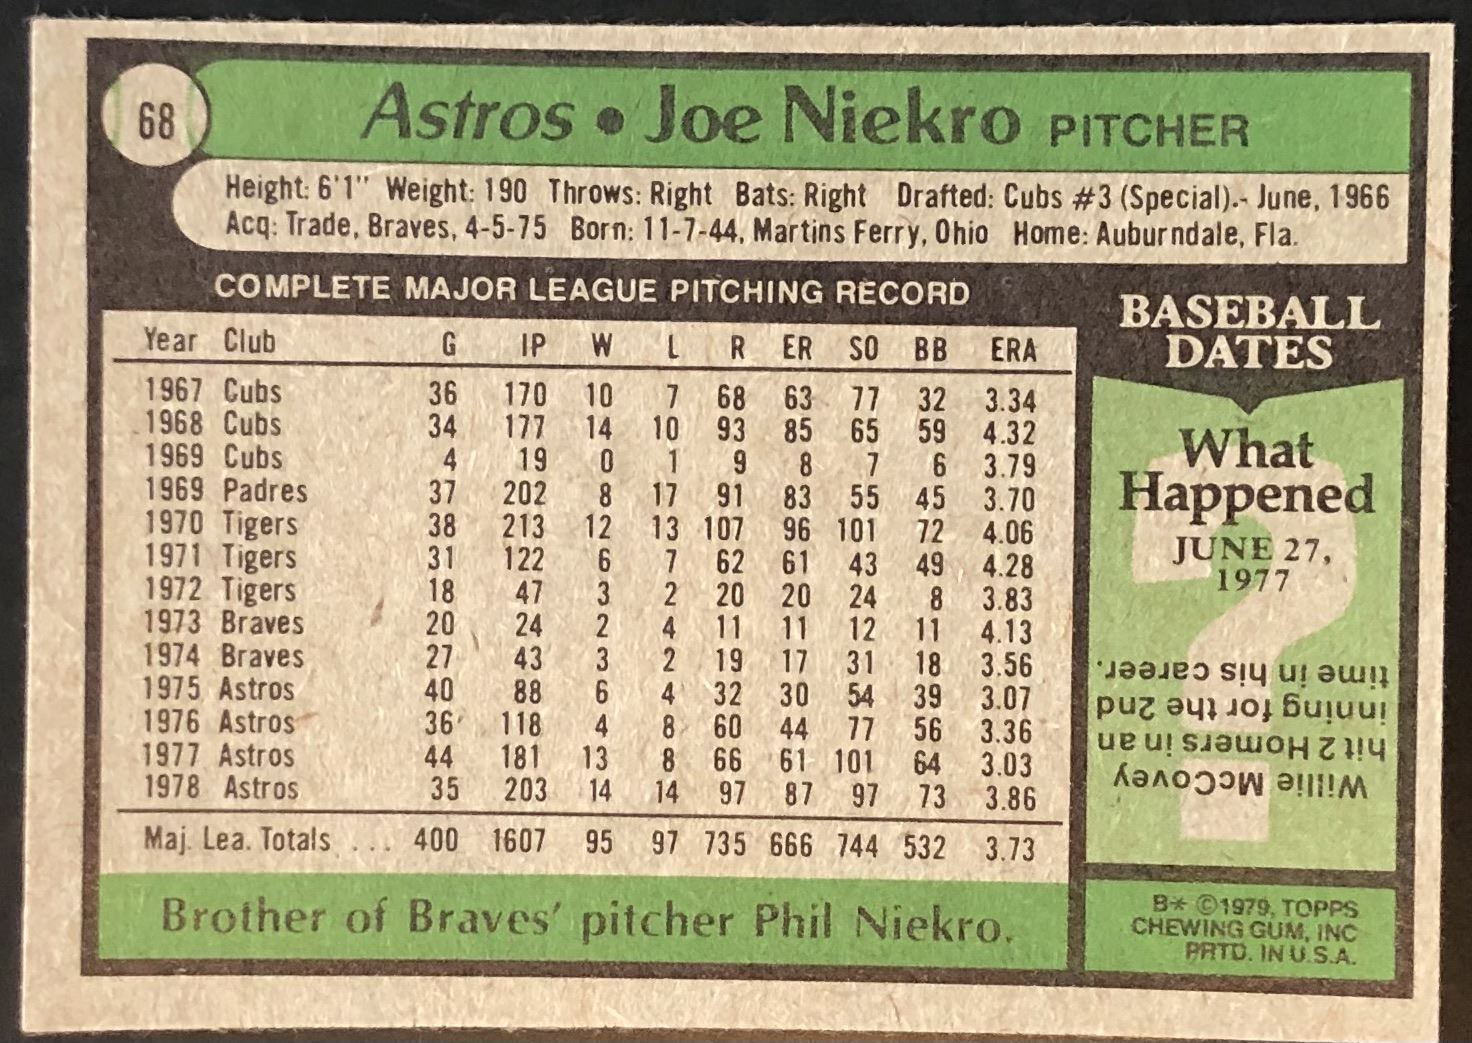 68
Astros • Joe Niekro PITCHER
Height: 6'1" Weight: 190 Throws: Right Bats: Right Drafted: Cubs #3 (Special).- June, 1966
Acq: Trade, Braves, 4-5-75 Born: 11-7-44, Martins Ferry, Ohio Home: Auburndale, Fla.
COMPLETE MAJOR LEAGUE PITCHING RECORD
Year Club G IP W L R ER SO BB ERA
1967 Cubs 36 170 10 7 68 63 77 32 3.34
1968 Cubs 34 177 14 10 93 85 65 59 4.32
1969 Cubs 4 19 0 1 9 8 7 6 3.79
1969 Padres 37 202 8 17 91 83 55 45 3.70
1970 Tigers 38 213 12 13 107 96 101 72 4.06
1971 Tigers 31 122 6 7 62 61 43 49 4.28
1972 Tigers 18 47 3 2 20 20 24 8 3.83
1973 Braves 20 24 2 4 11 11 12 11 4.13
1974 Braves 27 43 3 2 19 17 31 18 3.56
1975 Astros 40 88 6 4 32 30 54 39 3.07
1976 Astros 36 118 4 8 60 44 77 56 3.36
1977 Astros 44 181 13 8 66 61 101 64 3.03
1978 Astros 35 203 14 14 97 87 97 73 3.86
Maj. Lea. Totals ... 400 1607 95 97 735 666 744 532 3.73
Brother of Braves' pitcher Phil Niekro.
BASEBALL
DATES
What
Happened
JUNE 27,
1977
Willie McCovey
hit 2 Homers in an
inning for the 2nd
time in his career.
B* ©1979, TOPPS
CHEWING GUM, INC
PRTD. IN U.S.A.